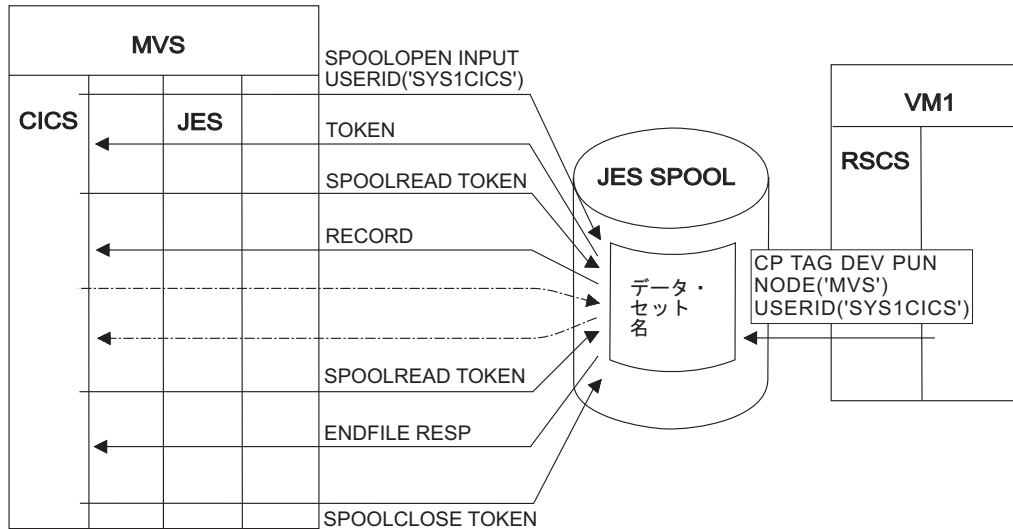 MVS
CICS
JES
SPOOLOPEN INPUT
USERID('SYS1CICS')
TOKEN
SPOOLREAD TOKEN
RECORD
SPOOLREAD TOKEN
ENDFILE RESP
SPOOLCLOSE TOKEN
JES SPOOL
データ・
セット
名
VM1
RSCS
CP TAG DEV PUN
NODE('MVS')
USERID('SYS1CICS')